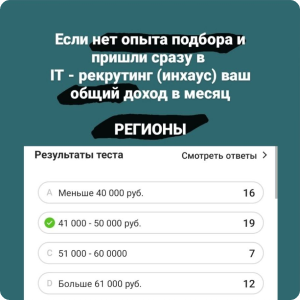 Если нет опыта подбора и
пришли сразу в
IT - рекрутинг (инхаус) ваш
общий доход в месяц
РЕГИОНЫ
Результаты теста Смотреть ответы >
A Меньше 40 000 руб. 16
41 000 - 50 000 руб. 19
C 51 000 - 60 0000 7
D Больше 61 000 руб. 12